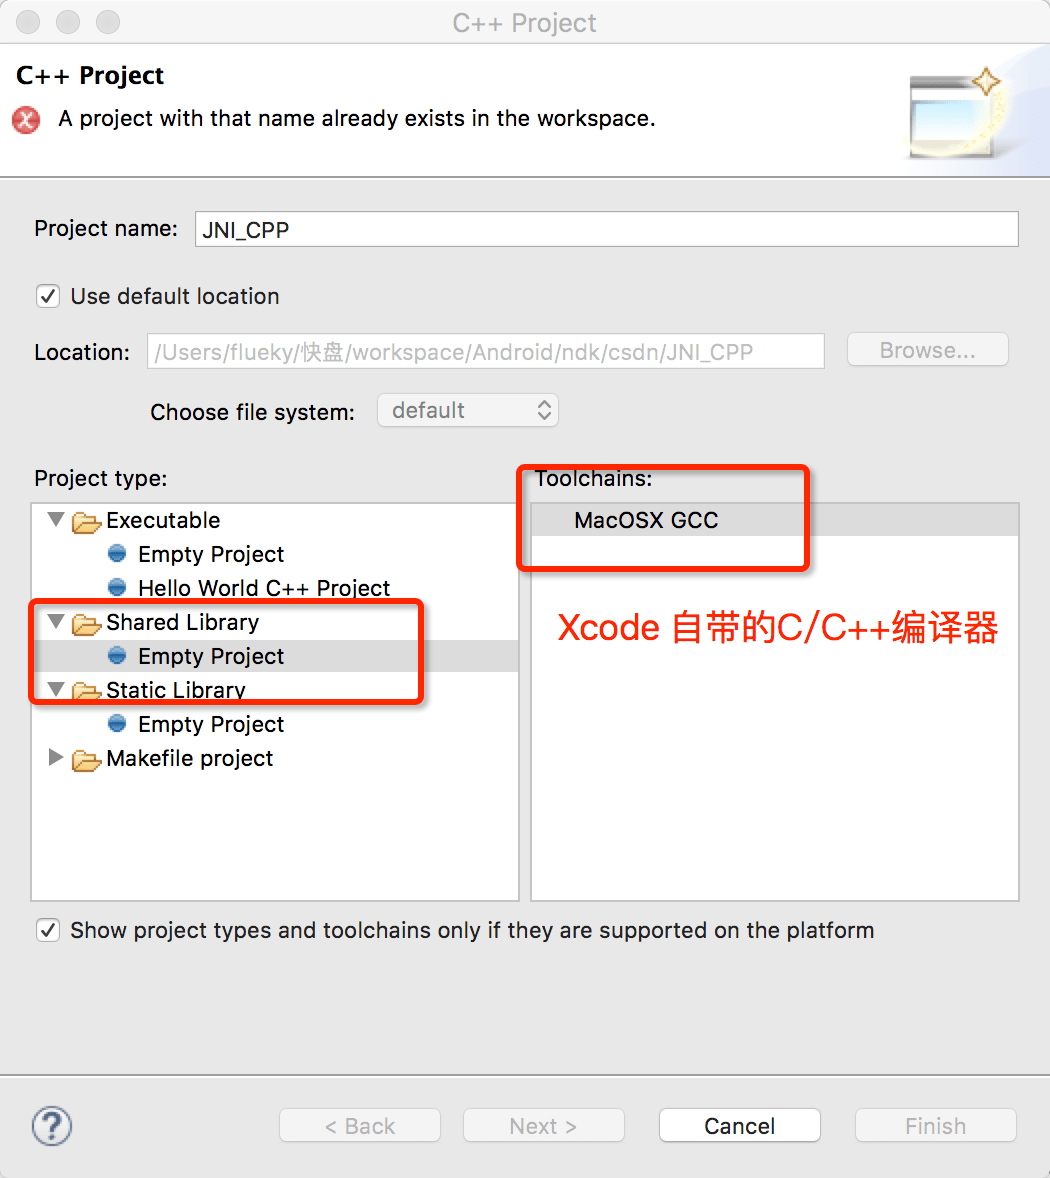 C++ Project
C++ Project
A project with that name already exists in the workspace.
Project name: JNI_CPP
Use default location
Location: /Users/flueky/快盘/workspace/Android/ndk/csdn/JNI_CPP Browse...
Choose file system: default
Project type:
Executable
Empty Project
Hello World C++ Project
Shared Library
Empty Project
Static Library
Empty Project
Makefile project
Toolchains:
MacOSX GCC
Xcode 自带的C/C++编译器
Show project types and toolchains only if they are supported on the platform
? < Back Next > Cancel Finish